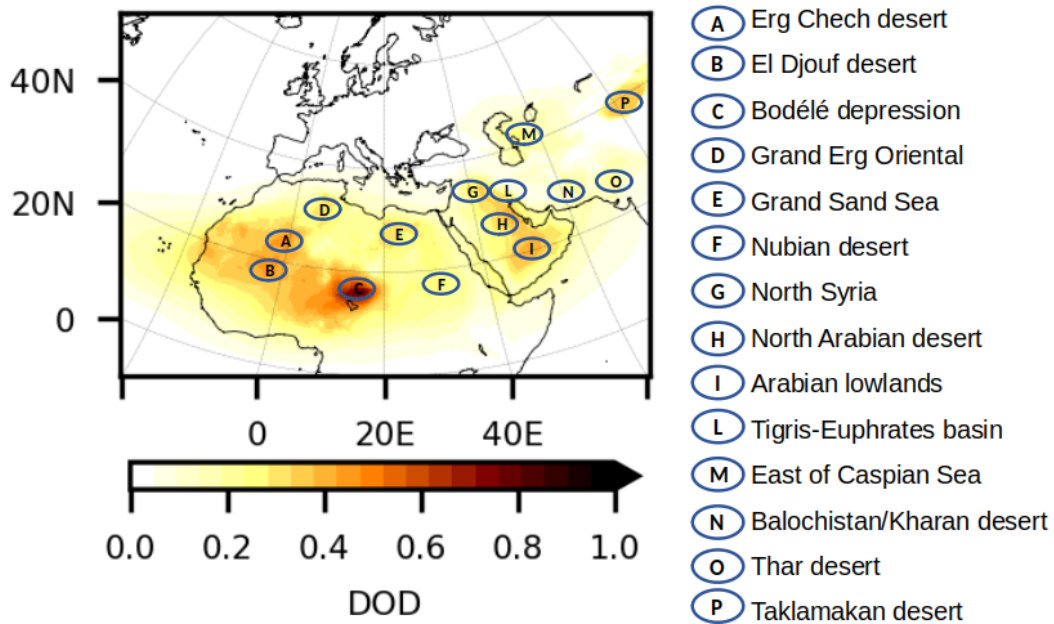 40N
20N
0
0
20E
40E
A
B
C
D
E
F
G
H
I
L
M
N
O
P
0.0
0.2
0.4
0.6
0.8
1.0
DOD
A Erg Chech desert
B El Djouf desert
C Bodélé depression
D Grand Erg Oriental
E Grand Sand Sea
F Nubian desert
G North Syria
H North Arabian desert
I Arabian lowlands
L Tigris-Euphrates basin
M East of Caspian Sea
N Balochistan/Kharan desert
O Thar desert
P Taklamakan desert